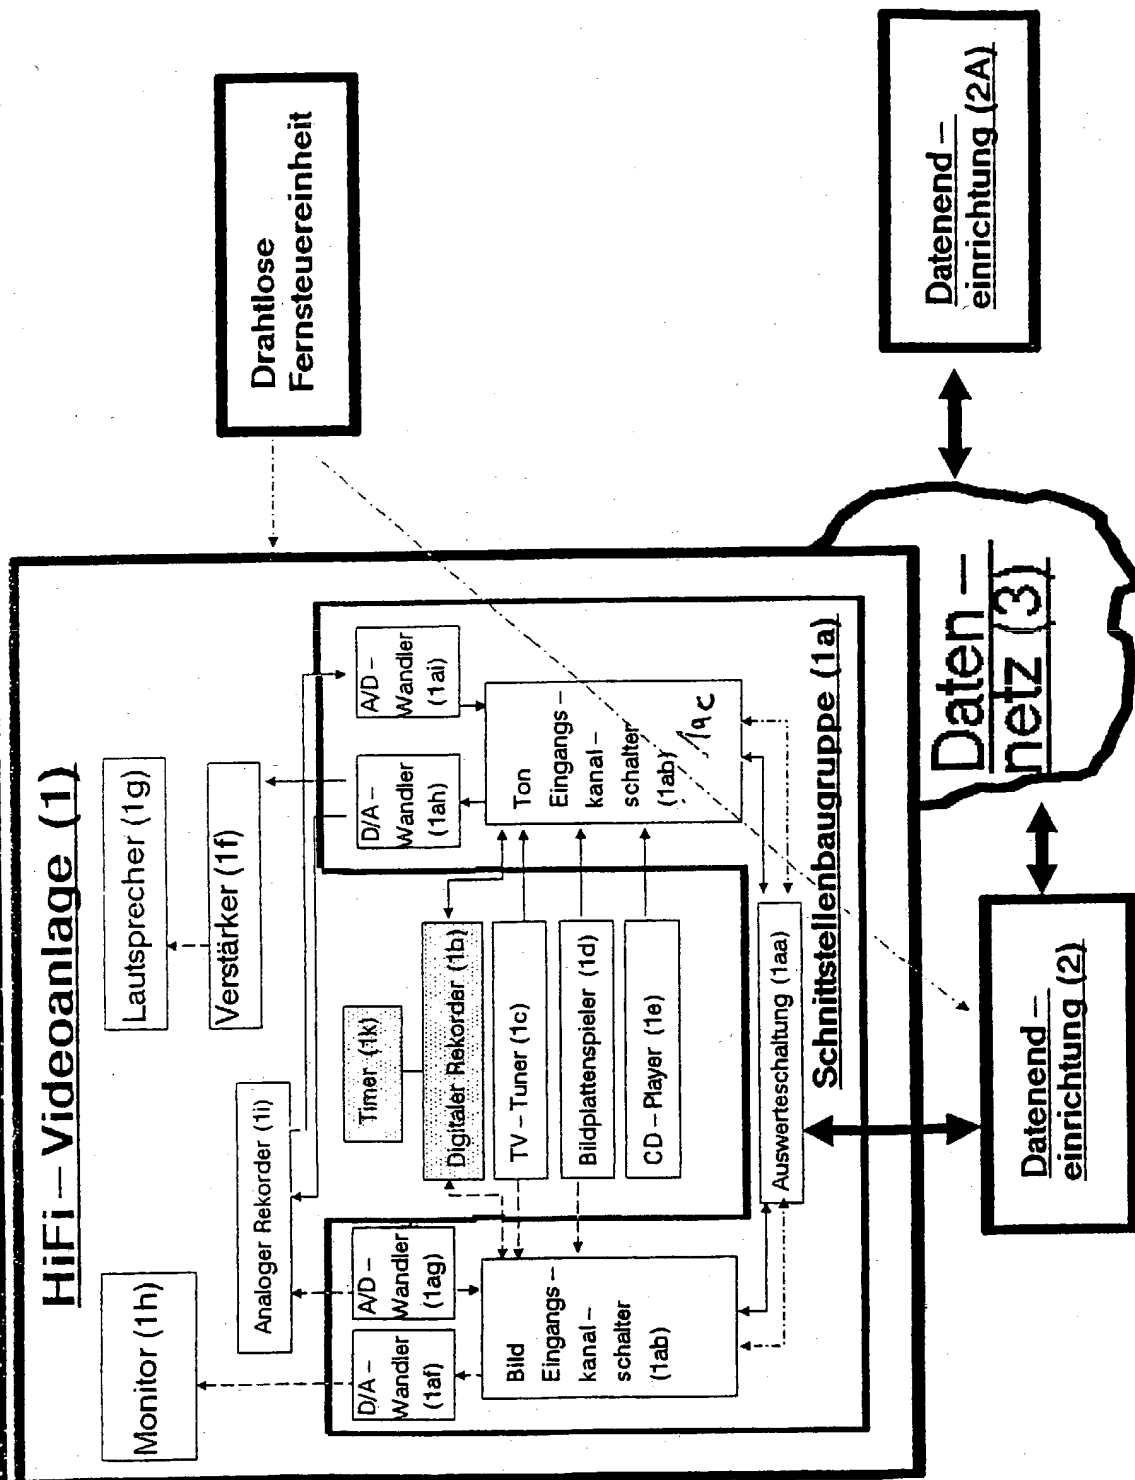 HiFi–Videoanlage (1)
Monitor (1h)
Lautsprecher (1g)
Verstärker (1f)
Analoger Rekorder (1i)
Drahtlose
Fernsteuereinheit
D/A–
Wandler
(1af)
A/D–
Wandler
(1ag)
Timer (1k)
D/A–
Wandler
(1ah)
A/D–
Wandler
(1ai)
Digitaler Rekorder (1b)
TV–Tuner (1c)
Bildplattenspieler (1d)
CD–Player (1e)
Bild
Eingangs–
kanal–
schalter
(1ab)
Ton
Eingangs–
kanal–
schalter
(1ab) 1ac
Auswerteschaltung (1aa)
Schnittstellenbaugruppe (1a)
Datenend–
einrichtung (2)
Daten–
netz (3)
Datenend–
einrichtung (2A)